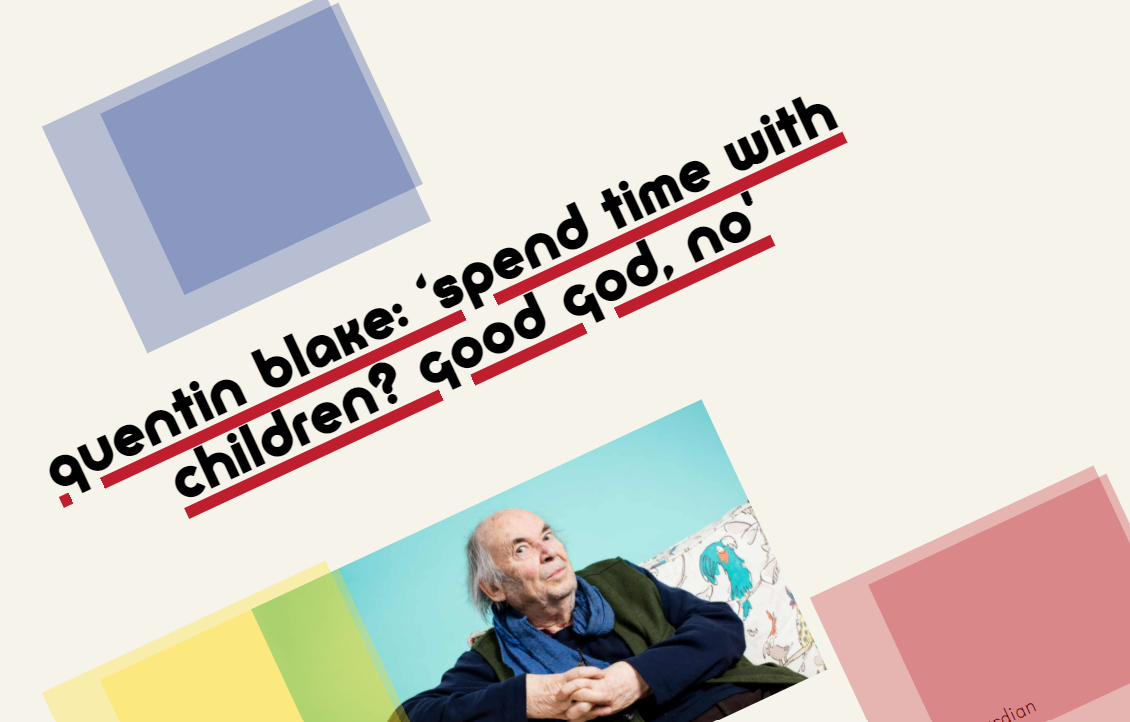 quentin blake: ‘spend time with
children? good god, no'